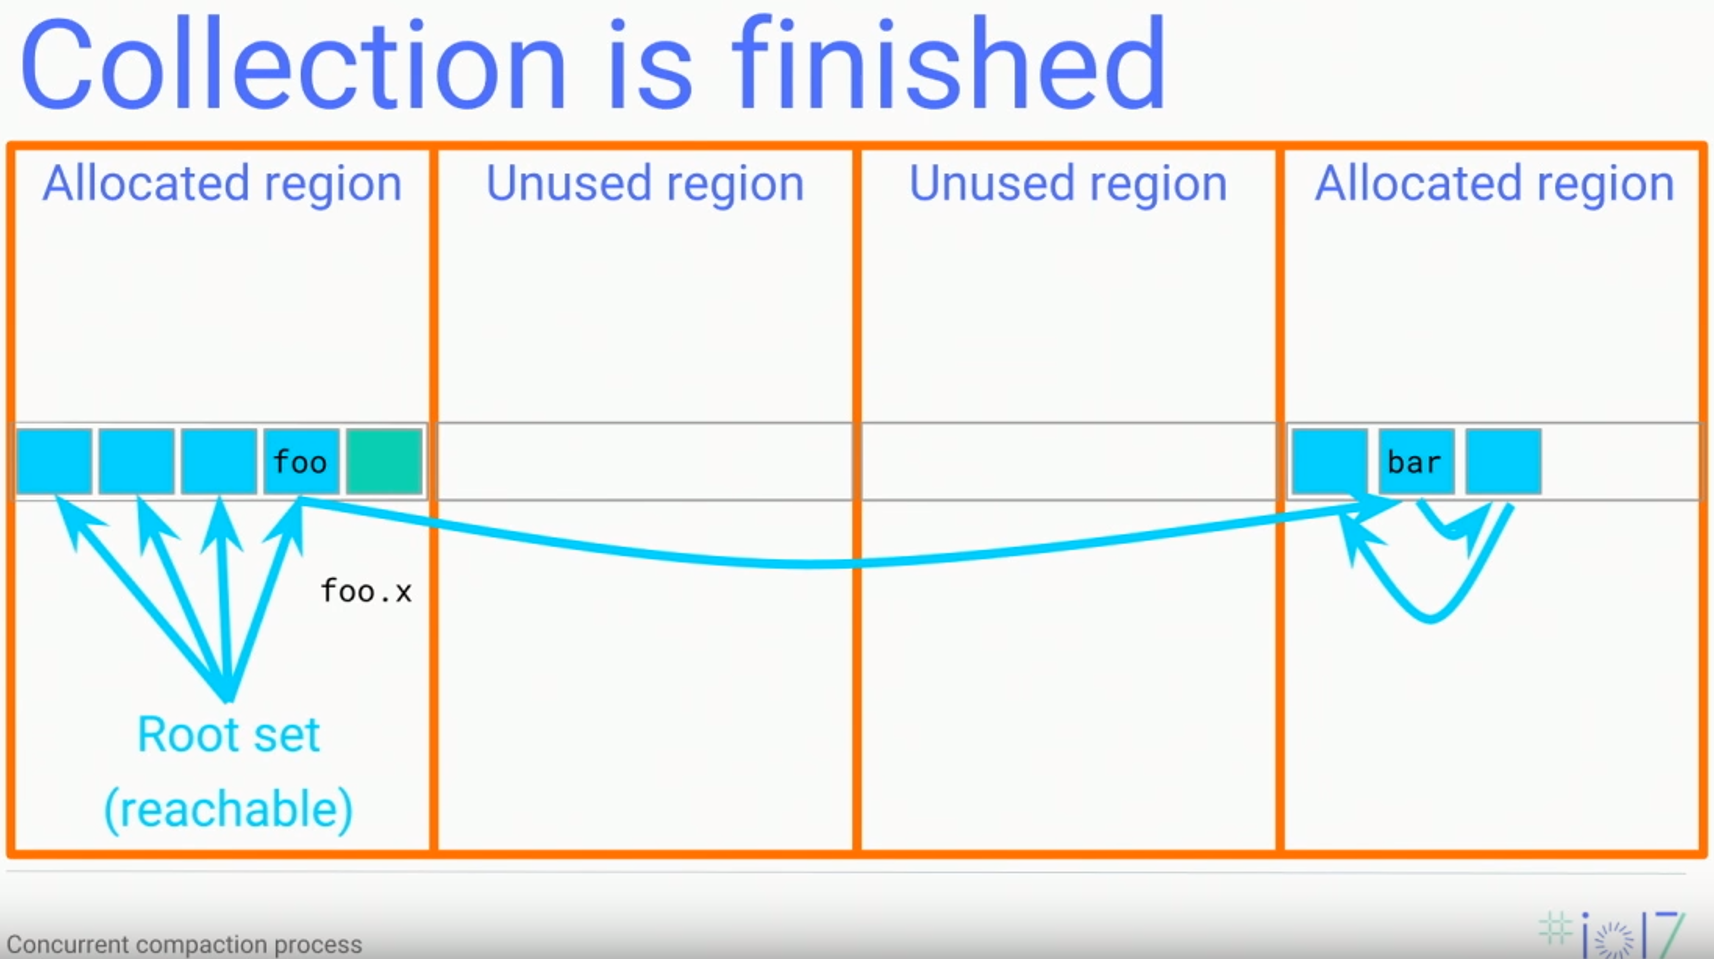 Collection is finished
Allocated region
Unused region
Unused region
Allocated region
foo
bar
foo.x
Root set
(reachable)
Concurrent compaction process
#io17